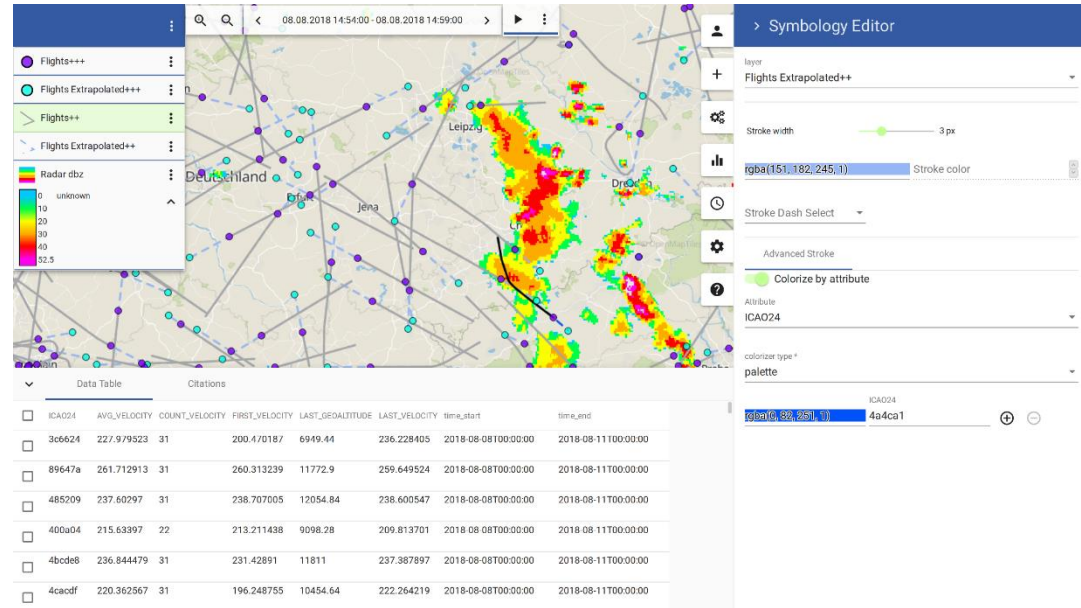 08.08.2018 14:54:00 - 08.08.2018 14:59:00
Flights+++
Flights Extrapolated+++
Flights++
Flights Extrapolated++
Radar dbz
0 unknown
10
20
30
40
52.5
Leipzig
Deutschland
Erfurt
Jena
Symbology Editor
layer
Flights Extrapolated++
Stroke width
3 px
rgba(151, 182, 245, 1) Stroke color
Stroke Dash Select
Advanced Stroke
Colorize by attribute
Attribute
ICAO24
colorizer type *
palette
ICAO24
rgba(0, 82, 251, 1) 4a4ca1
Data Table Citations
ICAO24 AVG_VELOCITY COUNT_VELOCITY FIRST_VELOCITY LAST_GEOALTITUDE LAST_VELOCITY time_start time_end
3c6624 227.979523 31 200.470187 6949.44 236.228405 2018-08-08T00:00:00 2018-08-11T00:00:00
89647a 261.712913 31 260.313239 11772.9 259.649524 2018-08-08T00:00:00 2018-08-11T00:00:00
485209 237.60297 31 238.707005 12054.84 238.600547 2018-08-08T00:00:00 2018-08-11T00:00:00
400a04 215.63397 22 213.211438 9098.28 209.813701 2018-08-08T00:00:00 2018-08-11T00:00:00
4bcde8 236.844479 31 231.42891 11811 237.387897 2018-08-08T00:00:00 2018-08-11T00:00:00
4cacdf 220.362567 31 196.248755 10454.64 222.264219 2018-08-08T00:00:00 2018-08-11T00:00:00